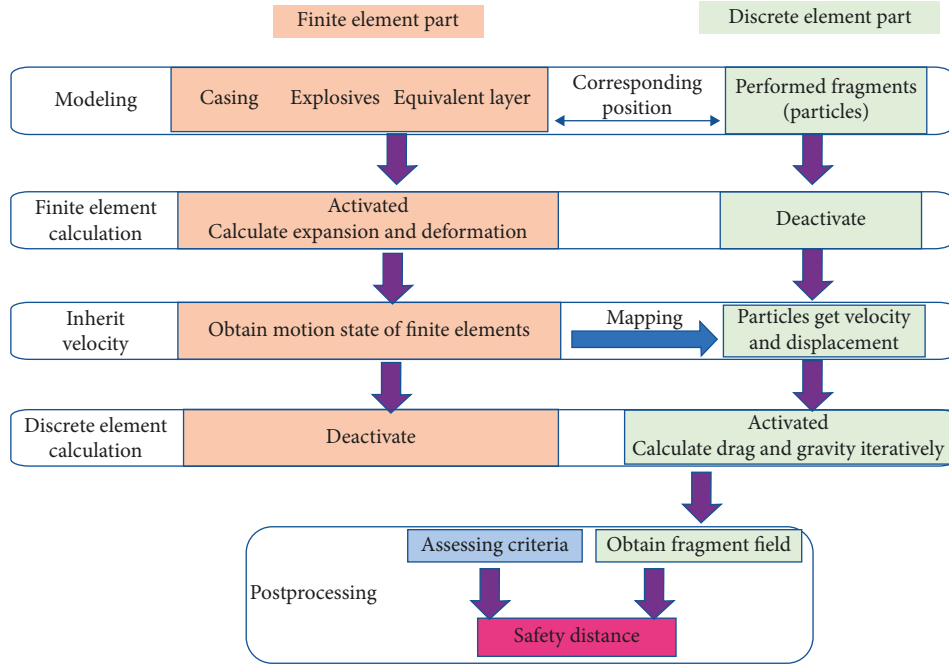 Finite element part
Discrete element part
Modeling
Casing Explosives Equivalent layer
Corresponding
position
Performed fragments
(particles)
Finite element
calculation
Activated
Calculate expansion and deformation
Deactivate
Inherit
velocity
Obtain motion state of finite elements
Mapping
Particles get velocity
and displacement
Discrete element
calculation
Deactivate
Activated
Calculate drag and gravity iteratively
Postprocessing
Assessing criteria
Obtain fragment field
Safety distance